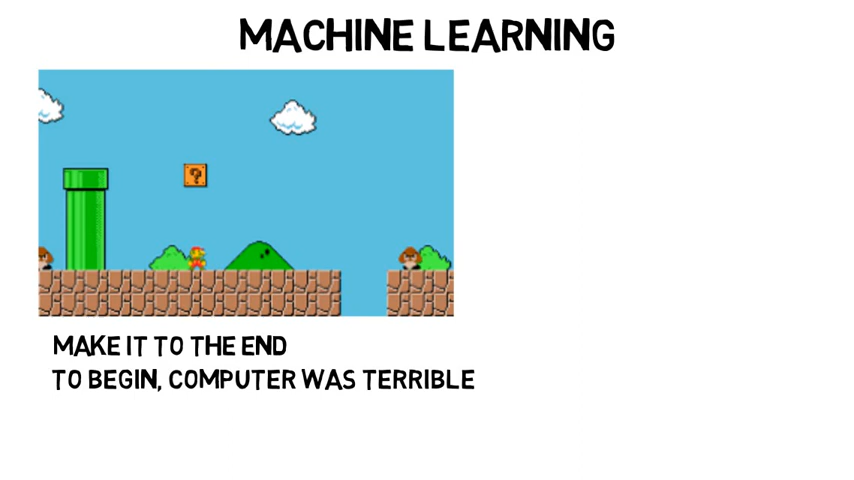 MACHINE LEARNING
?
MAKE IT TO THE END
TO BEGIN, COMPUTER WAS TERRIBLE